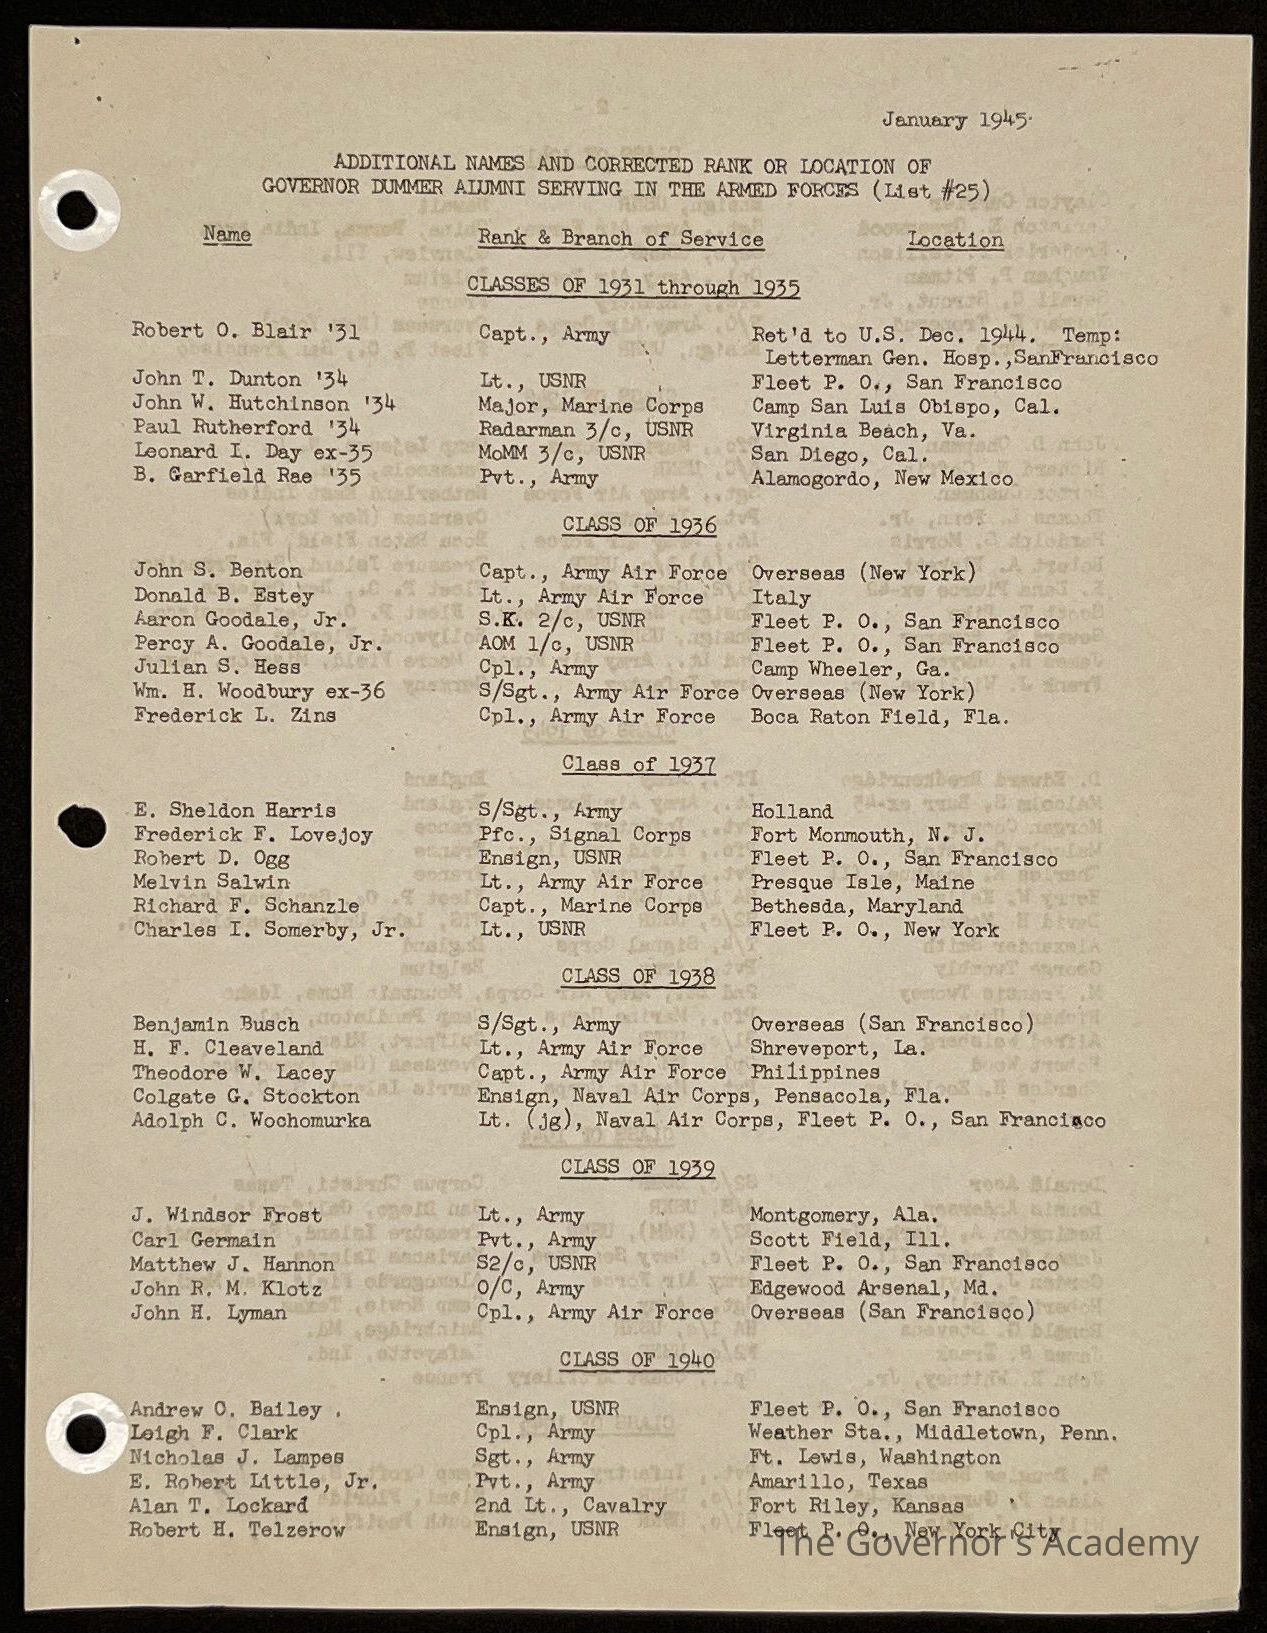 January 1945
ADDITIONAL NAMES AND CORRECTED RANK OR LOCATION OF
GOVERNOR DUMMER ALUMNI SERVING IN THE ARMED FORCES (List #25)
Name Rank & Branch of Service Location
CLASSES OF 1931 through 1935
Robert O. Blair '31 Capt., Army Ret'd to U.S. Dec. 1944. Temp:
Letterman Gen. Hosp.,SanFrancisco
John T. Dunton '34 Lt., USNR Fleet P. O., San Francisco
John W. Hutchinson '34 Major, Marine Corps Camp San Luis Obispo, Cal.
Paul Rutherford '34 Radarman 3/c, USNR Virginia Beach, Va.
Leonard I. Day ex-35 MoMM 3/c, USNR San Diego, Cal.
B. Garfield Rae '35 Pvt., Army Alamogordo, New Mexico
CLASS OF 1936
John S. Benton Capt., Army Air Force Overseas (New York)
Donald B. Estey Lt., Army Air Force Italy
Aaron Goodale, Jr. S.K. 2/c, USNR Fleet P. O., San Francisco
Percy A. Goodale, Jr. AOM 1/c, USNR Fleet P. O., San Francisco
Julian S. Hess Cpl., Army Camp Wheeler, Ga.
Wm. H. Woodbury ex-36 S/Sgt., Army Air Force Overseas (New York)
Frederick L. Zins Cpl., Army Air Force Boca Raton Field, Fla.
Class of 1937
E. Sheldon Harris S/Sgt., Army Holland
Frederick F. Lovejoy Pfc., Signal Corps Fort Monmouth, N. J.
Robert D. Ogg Ensign, USNR Fleet P. O., San Francisco
Melvin Salwin Lt., Army Air Force Presque Isle, Maine
Richard F. Schanzle Capt., Marine Corps Bethesda, Maryland
Charles I. Somerby, Jr. Lt., USNR Fleet P. O., New York
CLASS OF 1938
Benjamin Busch S/Sgt., Army Overseas (San Francisco)
H. F. Cleaveland Lt., Army Air Force Shreveport, La.
Theodore W. Lacey Capt., Army Air Force Philippines
Colgate G. Stockton Ensign, Naval Air Corps, Pensacola, Fla.
Adolph C. Wochomurka Lt. (jg), Naval Air Corps, Fleet P. O., San Francisco
CLASS OF 1939
J. Windsor Frost Lt., Army Montgomery, Ala.
Carl Germain Pvt., Army Scott Field, Ill.
Matthew J. Hannon S2/c, USNR Fleet P. O., San Francisco
John R. M. Klotz O/C, Army Edgewood Arsenal, Md.
John H. Lyman Cpl., Army Air Force Overseas (San Francisco)
CLASS OF 1940
Andrew O. Bailey Ensign, USNR Fleet P. O., San Francisco
Leigh F. Clark Cpl., Army Weather Sta., Middletown, Penn.
Nicholas J. Lampes Sgt., Army Ft. Lewis, Washington
E. Robert Little, Jr. Pvt., Army Amarillo, Texas
Alan T. Lockard 2nd Lt., Cavalry Fort Riley, Kansas
Robert H. Telzerow Ensign, USNR Fleet P. O., New York City
The Governor's Academy